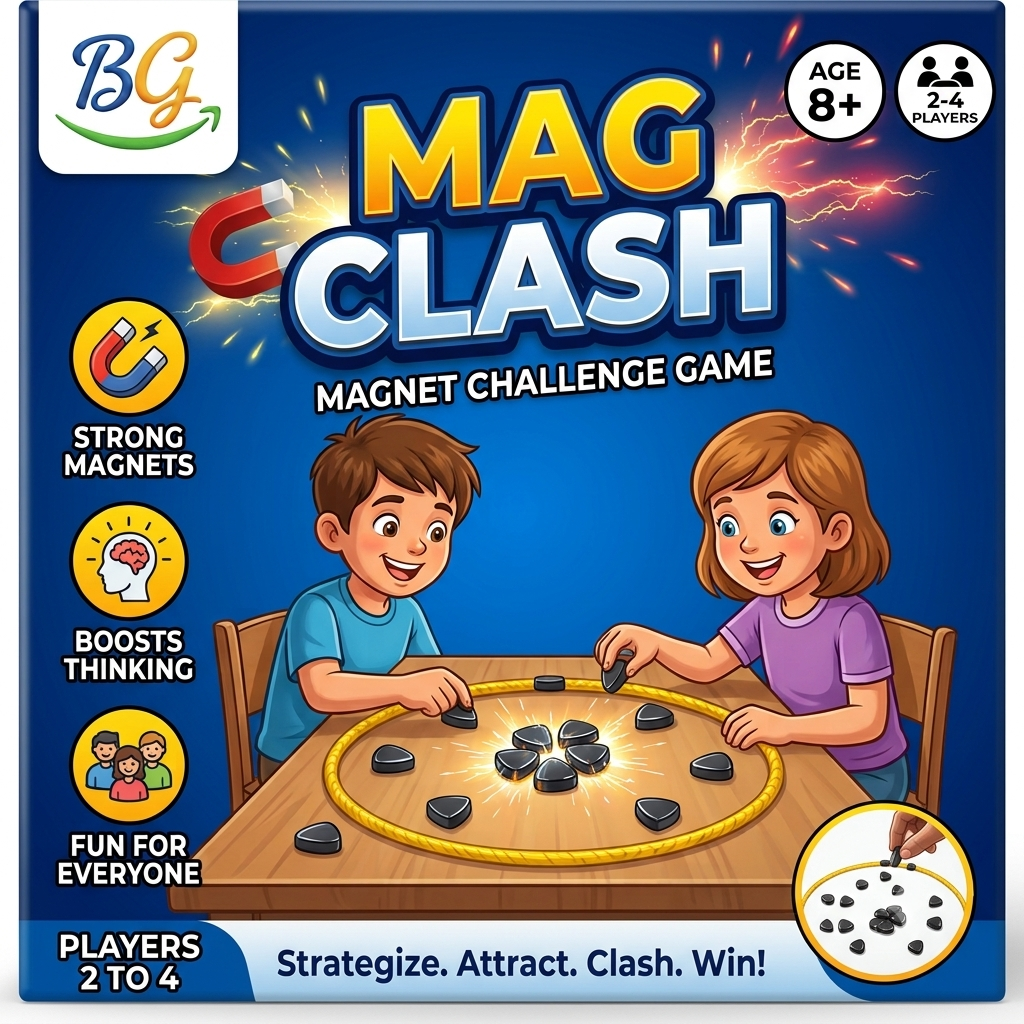 BG
AGE
8+
2-4
PLAYERS
MAG
CLASH
MAGNET CHALLENGE GAME
STRONG
MAGNETS
BOOSTS
THINKING
FUN FOR
EVERYONE
PLAYERS
2 TO 4
Strategize. Attract. Clash. Win!